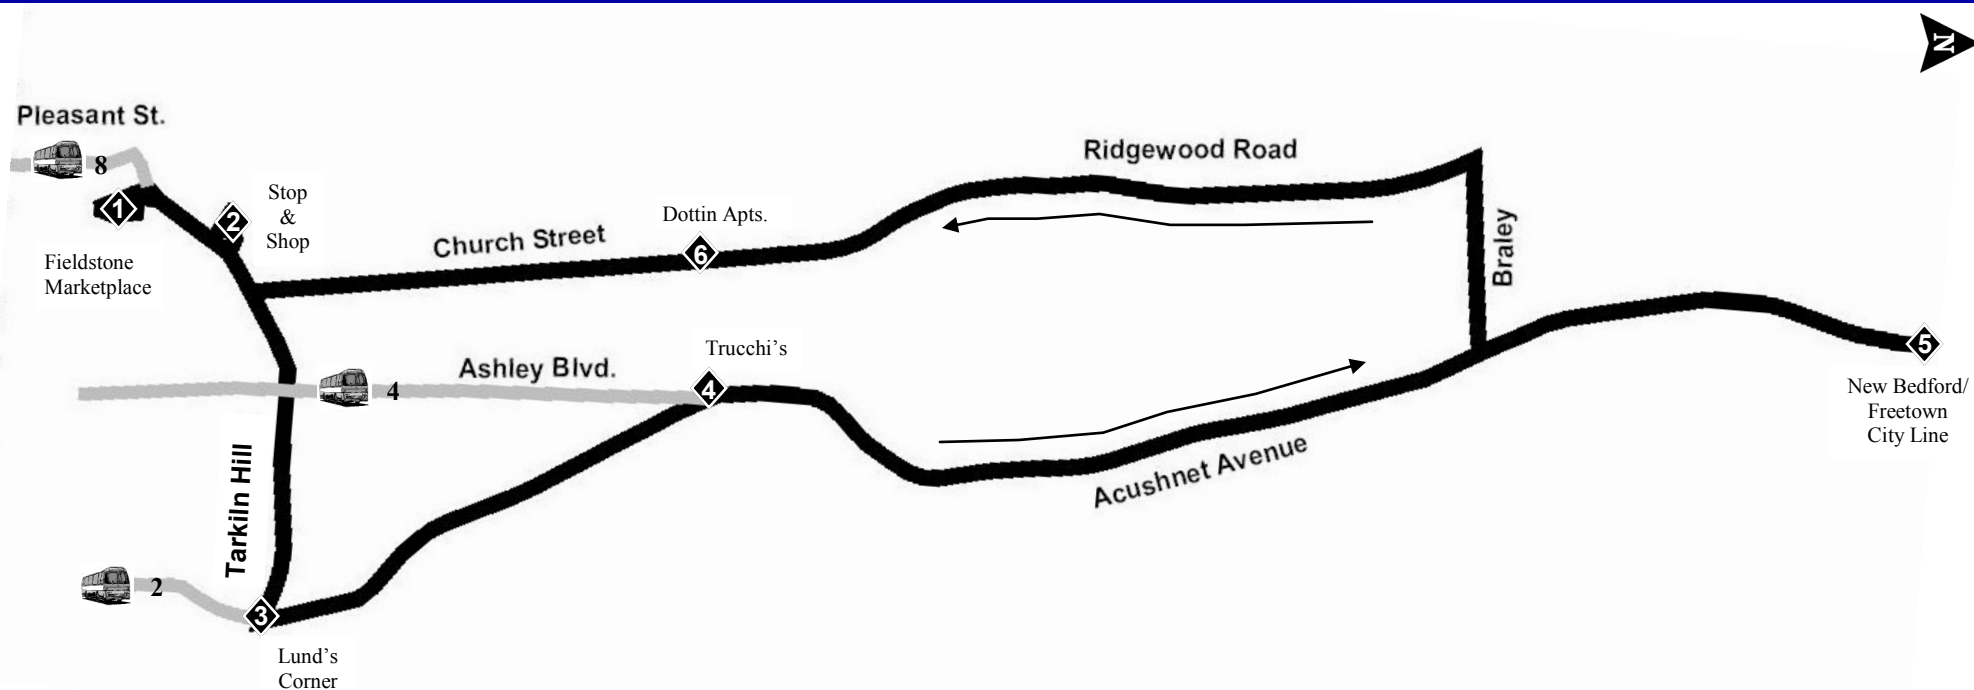 N
Pleasant St.
8
1
2
Stop
&
Shop
Fieldstone
Marketplace
Church Street
Dottin Apts.
6
Ridgewood Road
Braley
Ashley Blvd.
4
Trucchi’s
4
Acushnet Avenue
5
New Bedford/
Freetown
City Line
Tarkiln Hill
2
3
Lund’s
Corner